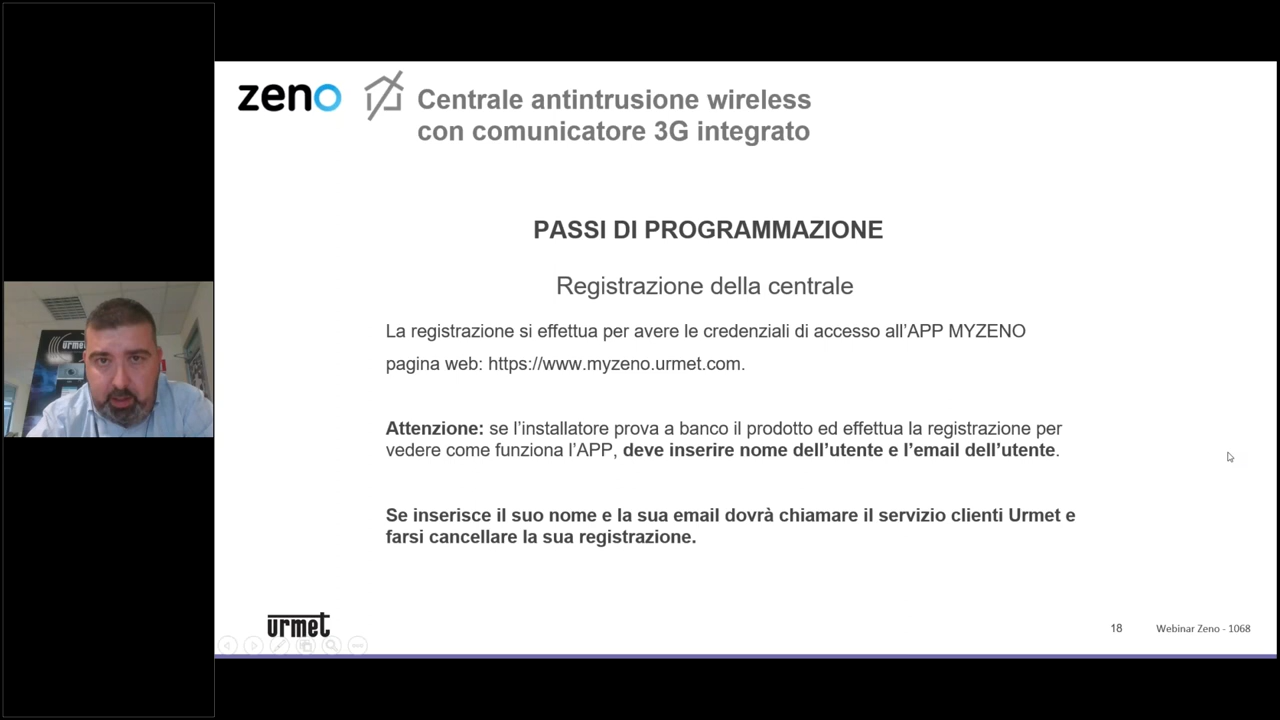 zeno
Centrale antintrusione wireless
con comunicatore 3G integrato
PASSI DI PROGRAMMAZIONE
Registrazione della centrale
La registrazione si effettua per avere le credenziali di accesso all’APP MYZENO
pagina web: https://www.myzeno.urmet.com.
Attenzione: se l’installatore prova a banco il prodotto ed effettua la registrazione per
vedere come funziona l’APP, deve inserire nome dell’utente e l’email dell’utente.
Se inserisce il suo nome e la sua email dovrà chiamare il servizio clienti Urmet e
farsi cancellare la sua registrazione.
urmet
urmet
18
Webinar Zeno - 1068